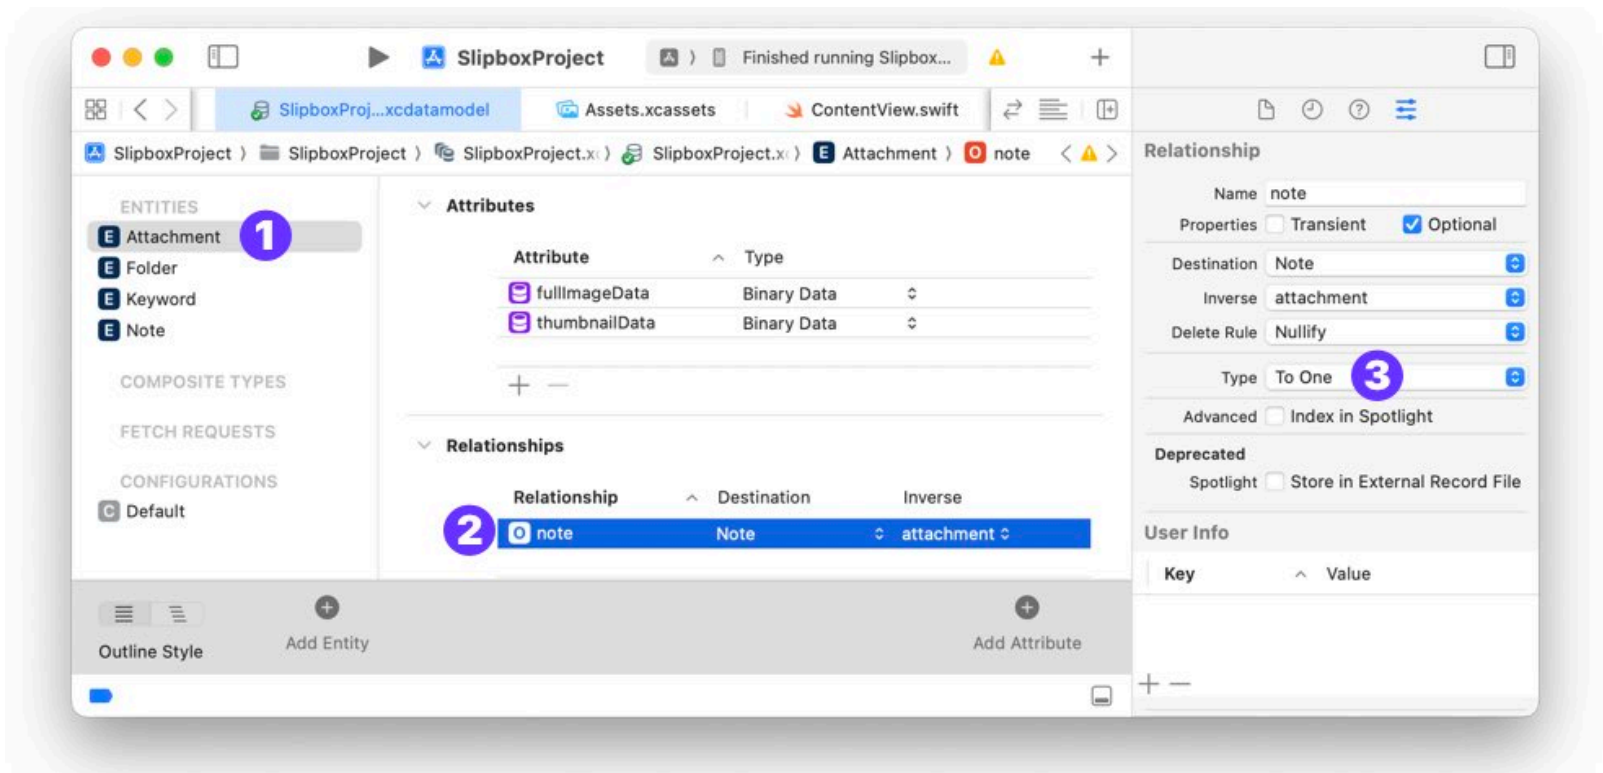 SlipboxProject
Finished running Slipbox...
SlipboxProj...xcdatamodel
Assets.xcassets
ContentView.swift
SlipboxProject
SlipboxProject
SlipboxProject.x
SlipboxProject.x
E Attachment
O note
ENTITIES
E Attachment
1
E Folder
E Keyword
E Note
COMPOSITE TYPES
FETCH REQUESTS
CONFIGURATIONS
C Default
Attributes
Attribute Type
fullImageData Binary Data
thumbnailData Binary Data
Relationships
Relationship Destination Inverse
2 O note Note attachment
Outline Style
Add Entity
Add Attribute
Relationship
Name note
Properties Transient Optional
Destination Note
Inverse attachment
Delete Rule Nullify
Type To One 3
Advanced Index in Spotlight
Deprecated
Spotlight Store in External Record File
User Info
Key Value